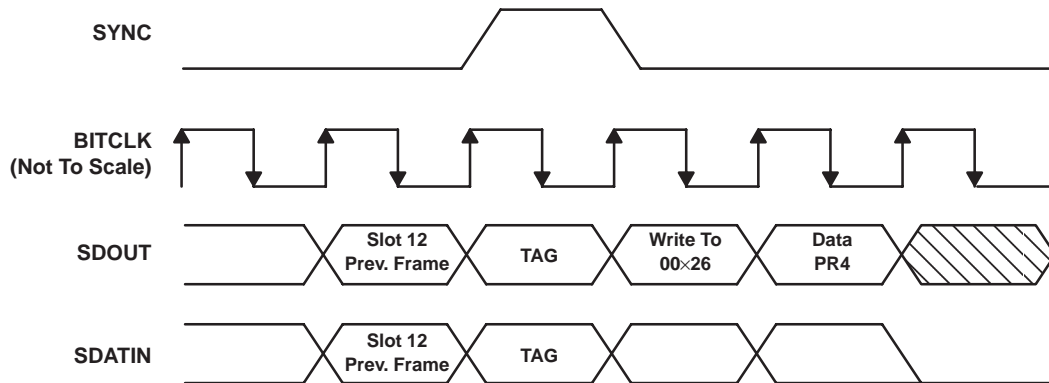 SYNC
BITCLK
(Not To Scale)
SDOUT
Slot 12
Prev. Frame
TAG
Write To
00×26
Data
PR4
SDATIN
Slot 12
Prev. Frame
TAG